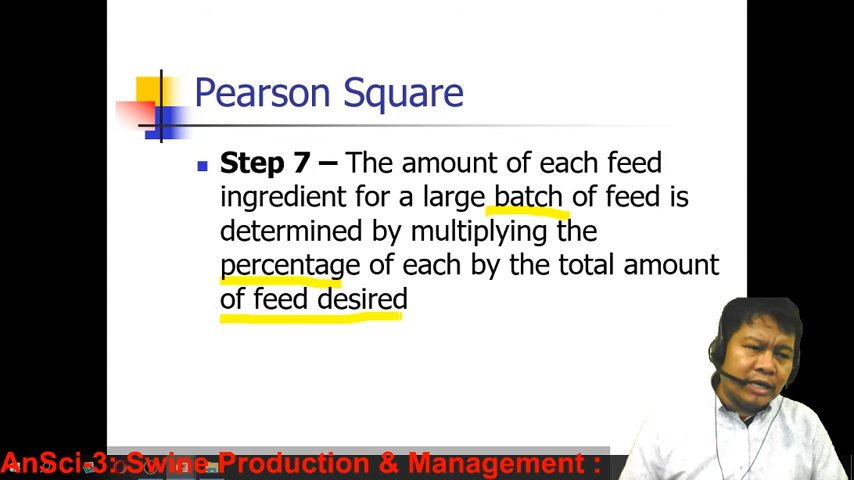 Pearson Square
Step 7 – The amount of each feed
ingredient for a large batch of feed is
determined by multiplying the
percentage of each by the total amount
of feed desired
AnSci-3: Swine Production & Management :